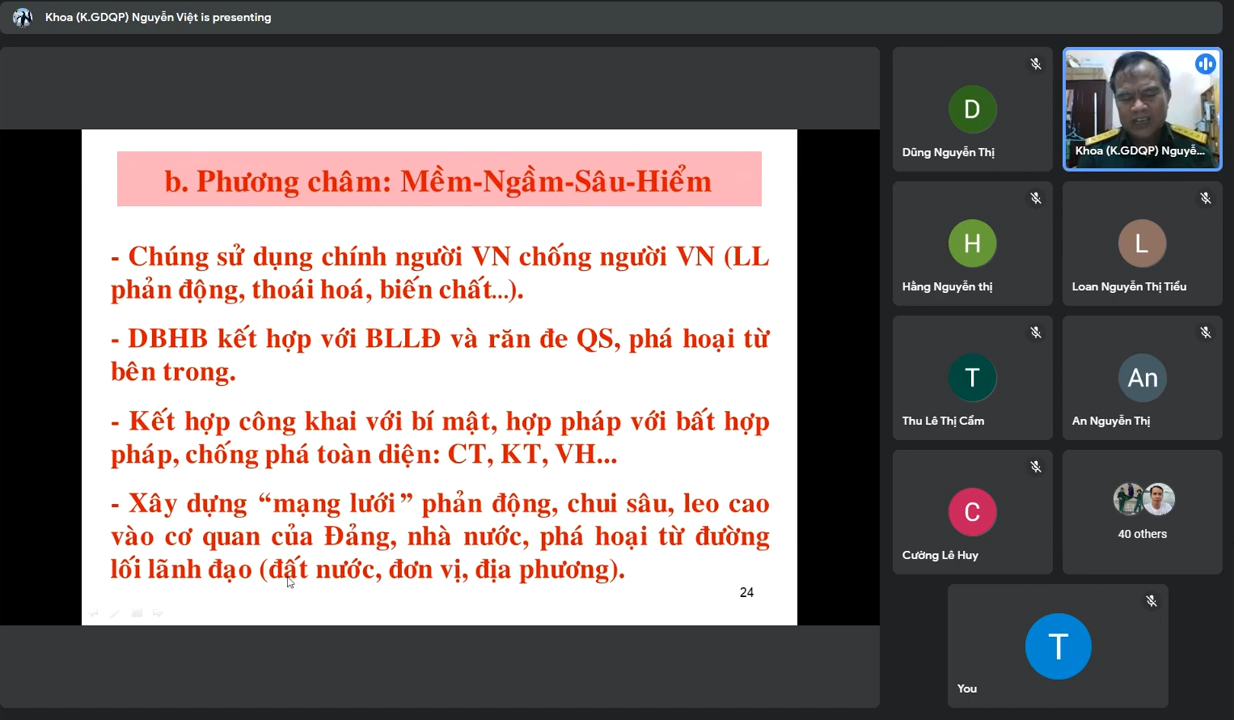 Khoa (K.GDQP) Nguyễn Việt is presenting
b. Phương châm: Mềm-Ngầm-Sâu-Hiểm
- Chúng sử dụng chính người VN chống người VN (LL
phản động, thoái hoá, biến chất...).
- DBHB kết hợp với BLLĐ và răn đe QS, phá hoại từ
bên trong.
- Kết hợp công khai với bí mật, hợp pháp với bất hợp
pháp, chống phá toàn diện: CT, KT, VH...
- Xây dựng “mạng lưới” phản động, chui sâu, leo cao
vào cơ quan của Đảng, nhà nước, phá hoại từ đường
lối lãnh đạo (đất nước, đơn vị, địa phương).
24
D
Dũng Nguyễn Thị
Khoa (K.GDQP) Nguyễ...
H
Hằng Nguyễn thị
L
Loan Nguyễn Thị Tiểu
T
Thu Lê Thị Cẩm
An
An Nguyễn Thị
C
Cường Lê Huy
40 others
T
You